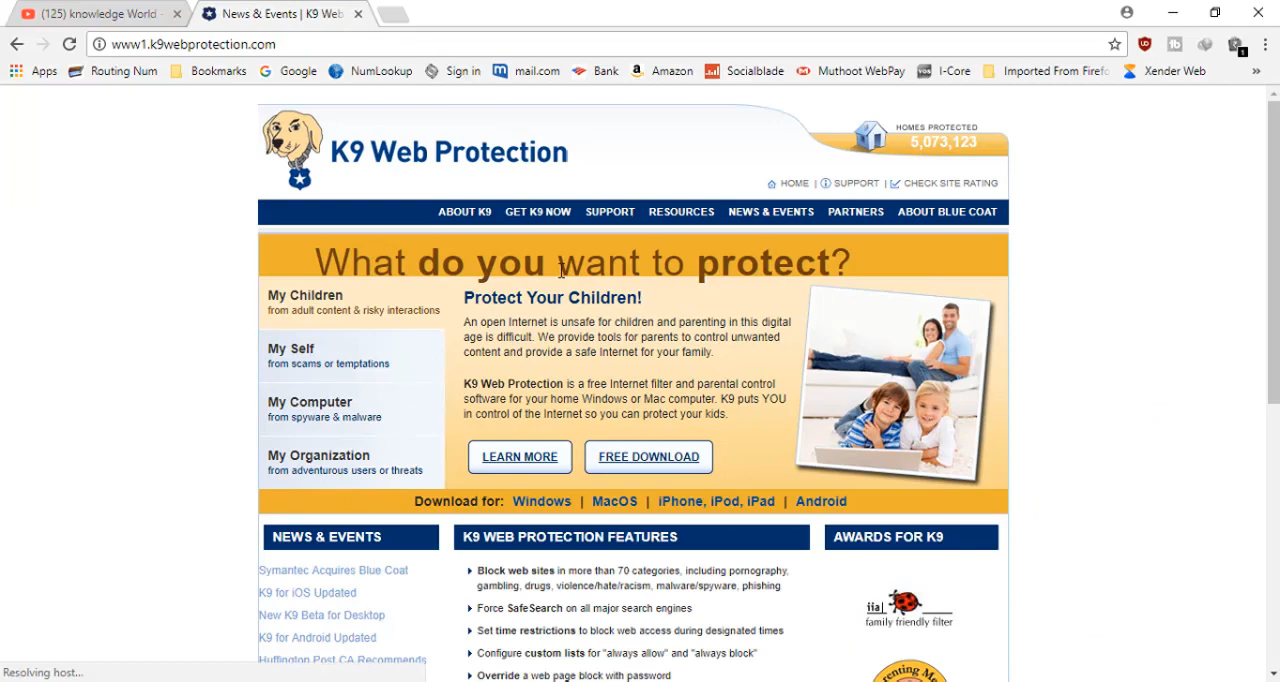 (125) knowledge World -
News & Events | K9 Web
www1.k9webprotection.com
Apps Routing Num Bookmarks Google NumLookup Sign in mail.com Bank Amazon Socialblade Muthoot WebPay I-Core Imported From Firefo Xender Web »
K9 Web Protection
HOMES PROTECTED
5,073,123
HOME | SUPPORT | CHECK SITE RATING
ABOUT K9 GET K9 NOW SUPPORT RESOURCES NEWS & EVENTS PARTNERS ABOUT BLUE COAT
What do you want to protect?
My Children
from adult content & risky interactions
My Self
from scams or temptations
My Computer
from spyware & malware
My Organization
from adventurous users or threats
Protect Your Children!
An open Internet is unsafe for children and parenting in this digital
age is difficult. We provide tools for parents to control unwanted
content and provide a safe Internet for your family.
K9 Web Protection is a free Internet filter and parental control
software for your home Windows or Mac computer. K9 puts YOU
in control of the Internet so you can protect your kids.
LEARN MORE FREE DOWNLOAD
Download for: Windows | MacOS | iPhone, iPod, iPad | Android
NEWS & EVENTS
Symantec Acquires Blue Coat
K9 for iOS Updated
New K9 Beta for Desktop
K9 for Android Updated
Huffington Post CA Recommends
K9 WEB PROTECTION FEATURES
Block web sites in more than 70 categories, including pornography,
gambling, drugs, violence/hate/racism, malware/spyware, phishing
Force SafeSearch on all major search engines
Set time restrictions to block web access during designated times
Configure custom lists for "always allow" and "always block"
Override a web page block with password
AWARDS FOR K9
iial
family friendly filter
Resolving host...